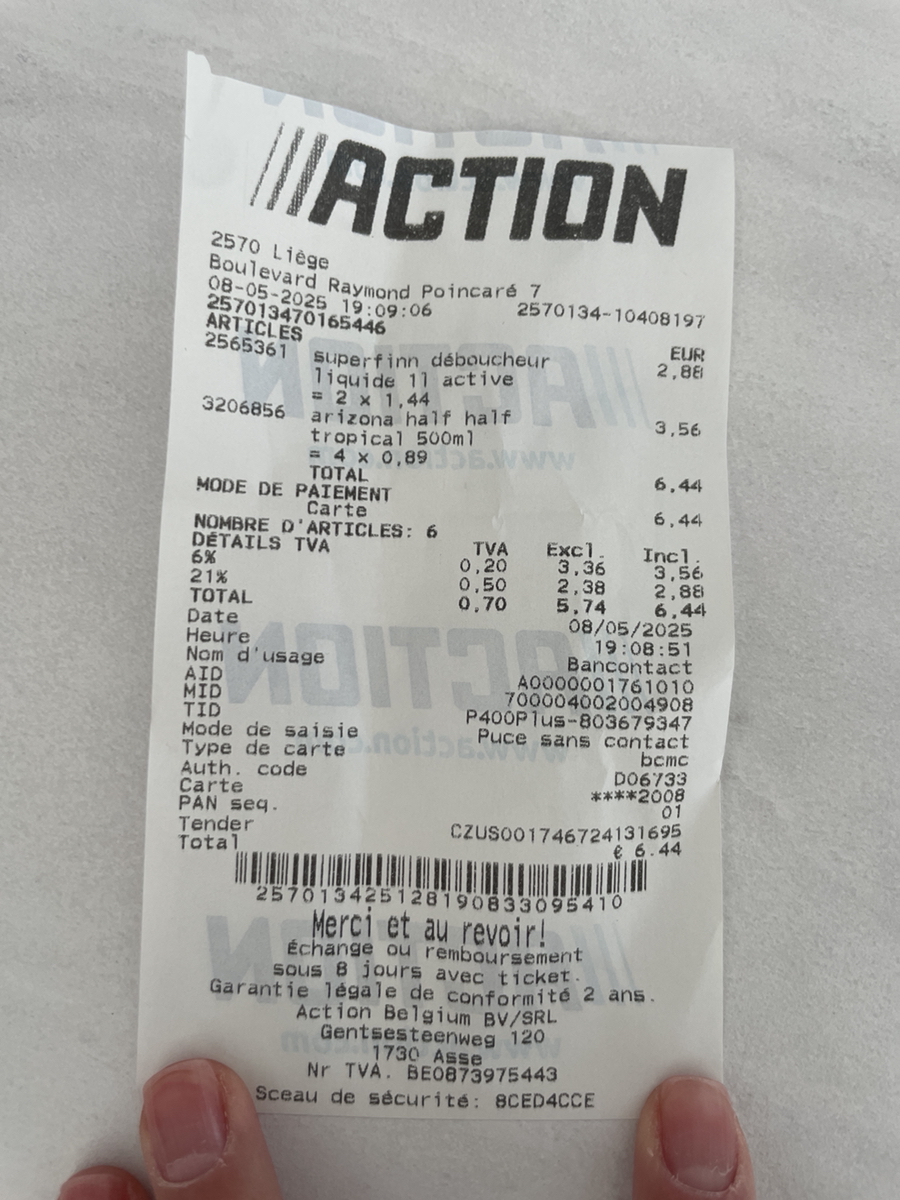 ACTION
2570 Liège
Boulevard Raymond Poincaré 7
08-05-2025 19:09:06 2570134-10408197
257013470165446
ARTICLES EUR
2565361 superfinn déboucheur 2,88
liquide 1l active
= 2 x 1,44
3206856 arizona half half 3,56
tropical 500ml
= 4 x 0,89
TOTAL 6,44
MODE DE PAIEMENT
Carte 6,44
NOMBRE D'ARTICLES: 6
DÉTAILS TVA TVA Excl. Incl.
6% 0,20 3,36 3,56
21% 0,50 2,38 2,88
TOTAL 0,70 5,74 6,44
Date 08/05/2025
Heure 19:08:51
Nom d'usage Bancontact
AID A0000001761010
MID 700004002004908
TID P400Plus-803679347
Mode de saisie Puce sans contact
Type de carte bcmc
Auth. code D06733
Carte ****2008
PAN seq. 01
Tender CZUS001746724131695
Total € 6.44
257013425128190833095410
Merci et au revoir!
Échange ou remboursement
sous 8 jours avec ticket.
Garantie légale de conformité 2 ans.
Action Belgium BV/SRL
Gentsesteenweg 120
1730 Asse
Nr TVA. BE0873975443
Sceau de sécurité: 8CED4CCE